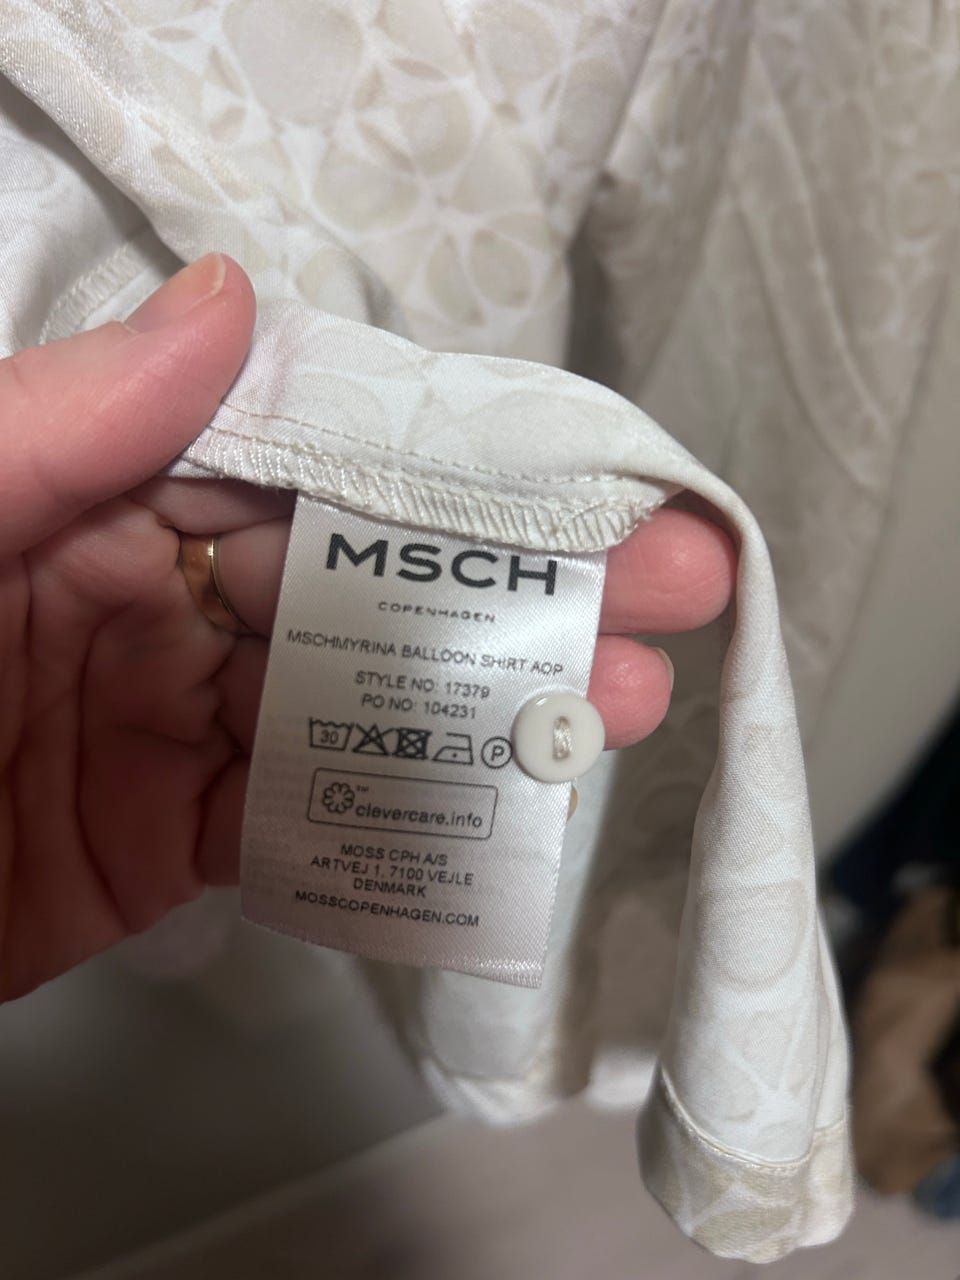 MSCH
COPENHAGEN
MSCHMYRINA BALLOON SHIRT AOP
STYLE NO: 17379
PO NO: 104231
30 P
clevercare.info™
MOSS CPH A/S
ARTVEJ 1, 7100 VEJLE
DENMARK
MOSSCOPENHAGEN.COM